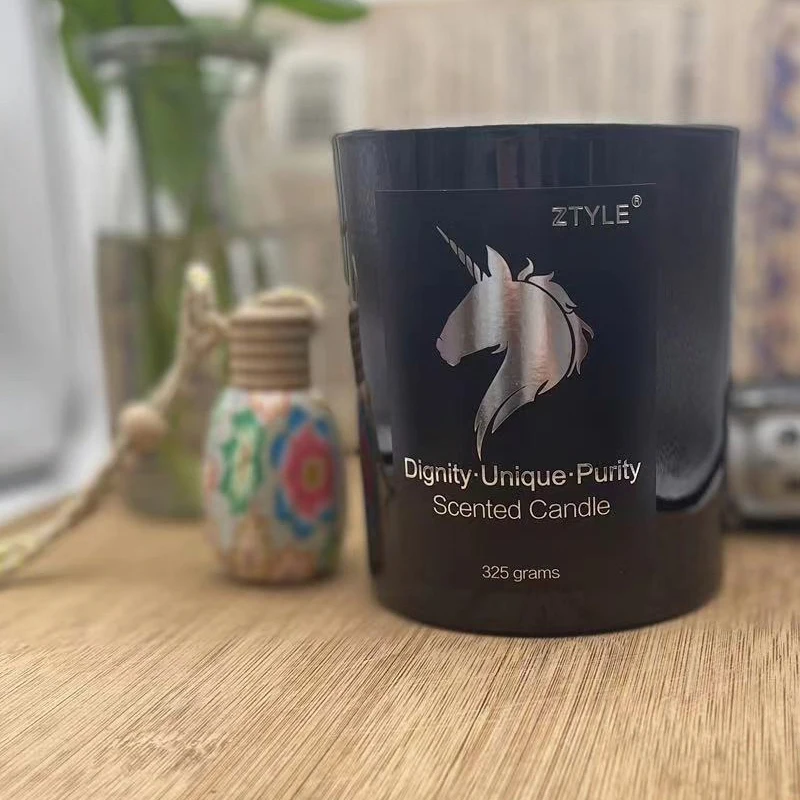 ZTYLE®
Dignity·Unique·Purity
Scented Candle
325 grams